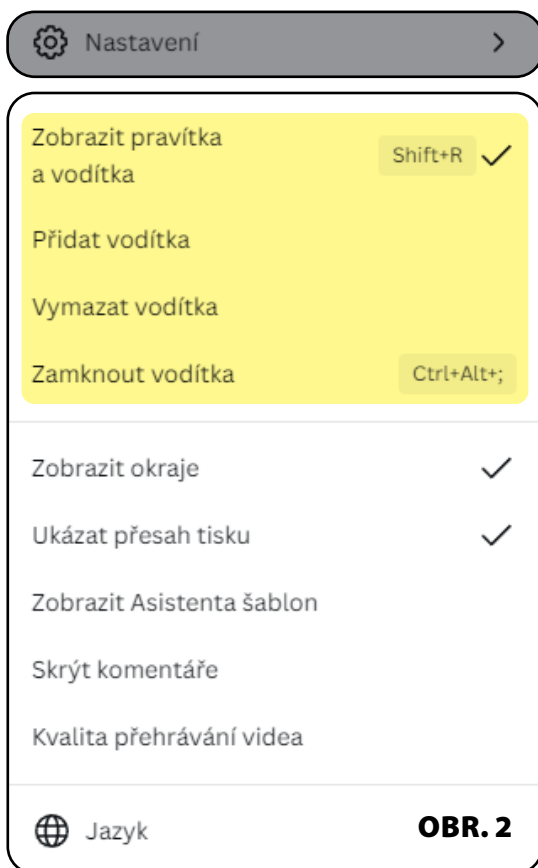 Nastavení
Zobrazit pravítka
a vodítka
Shift+R
Přidat vodítka
Vymazat vodítka
Zamknout vodítka
Ctrl+Alt+;
Zobrazit okraje
Ukázat přesah tisku
Zobrazit Asistenta šablon
Skrýt komentáře
Kvalita přehrávání videa
Jazyk
OBR. 2